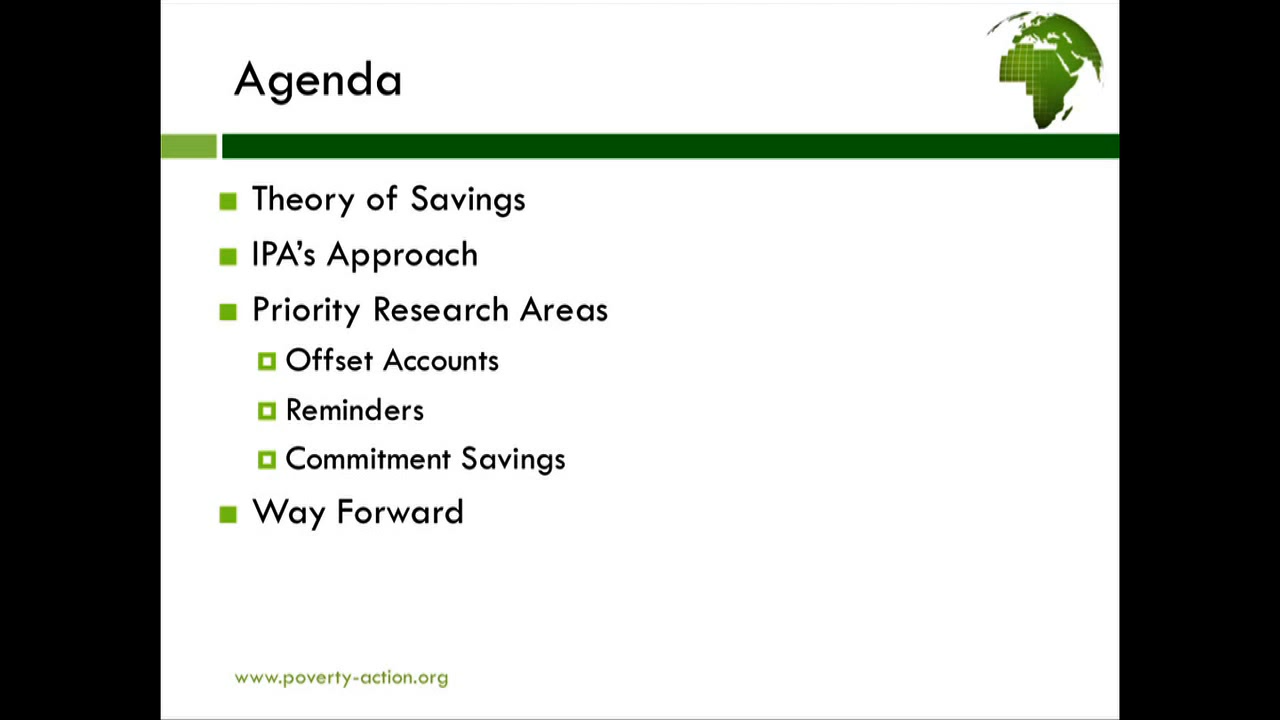 Agenda
Theory of Savings
IPA’s Approach
Priority Research Areas
Offset Accounts
Reminders
Commitment Savings
Way Forward
www.poverty-action.org